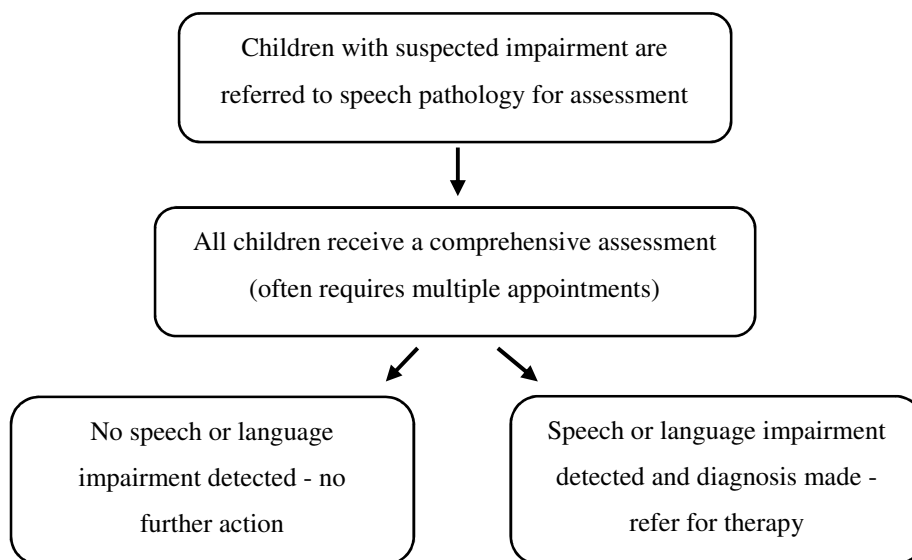 Children with suspected impairment are
referred to speech pathology for assessment
All children receive a comprehensive assessment
(often requires multiple appointments)
No speech or language
impairment detected - no
further action
Speech or language impairment
detected and diagnosis made -
refer for therapy